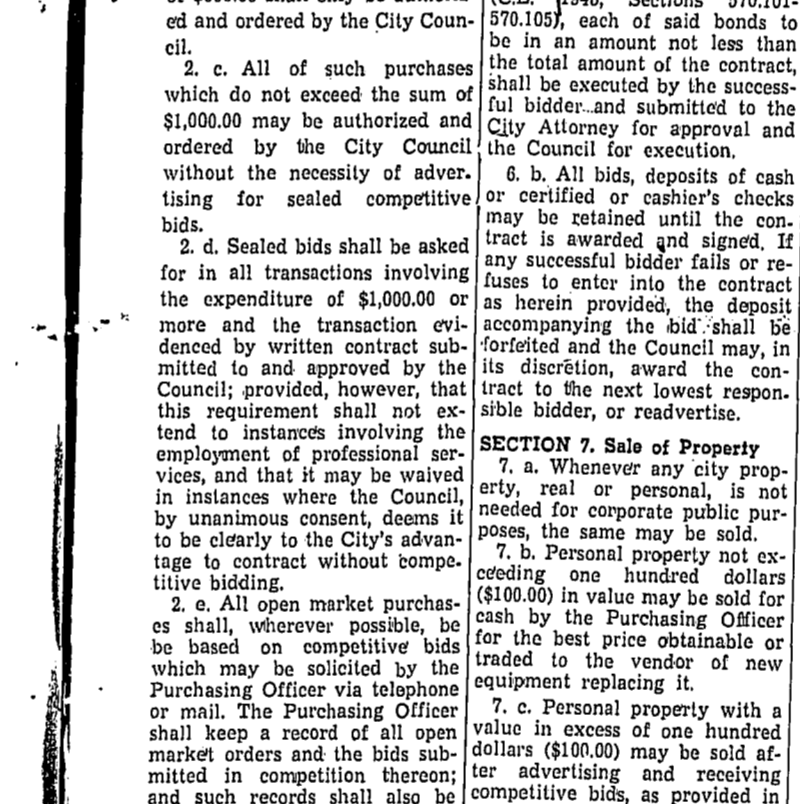 ed and ordered by the City Coun-
cil.
2. c. All of such purchases
which do not exceed the sum of
$1,000.00 may be authorized and
ordered by the City Council
without the necessity of adver-
tising for sealed competitive
bids.
2. d. Sealed bids shall be asked
for in all transactions involving
the expenditure of $1,000.00 or
more and the transaction evi-
denced by written contract sub-
mitted to and approved by the
Council; provided, however, that
this requirement shall not ex-
tend to instances involving the
employment of professional ser-
vices, and that it may be waived
in instances where the Council,
by unanimous consent, deems it
to be clearly to the City's advan-
tage to contract without compe-
titive bidding.
2. e. All open market purchas-
es shall, wherever possible, be
be based on competitive bids
which may be solicited by the
Purchasing Officer via telephone
or mail. The Purchasing Officer
shall keep a record of all open
market orders and the bids sub-
mitted in competition thereon;
and such records shall also be
570.105), each of said bonds to
be in an amount not less than
the total amount of the contract,
shall be executed by the success-
ful bidder and submitted to the
City Attorney for approval and
the Council for execution.
6. b. All bids, deposits of cash
or certified or cashier's checks
may be retained until the con-
tract is awarded and signed. If
any successful bidder fails or re-
fuses to enter into the contract
as herein provided, the deposit
accompanying the bid shall be
forfeited and the Council may, in
its discretion, award the con-
tract to the next lowest respon-
sible bidder, or readvertise.
SECTION 7. Sale of Property
7. a. Whenever any city prop-
erty, real or personal, is not
needed for corporate public pur-
poses, the same may be sold.
7. b. Personal property not ex-
ceeding one hundred dollars
($100.00) in value may be sold for
cash by the Purchasing Officer
for the best price obtainable or
traded to the vendor of new
equipment replacing it.
7. c. Personal property with a
value in excess of one hundred
dollars ($100.00) may be sold af-
ter advertising and receiving
competitive bids, as provided in